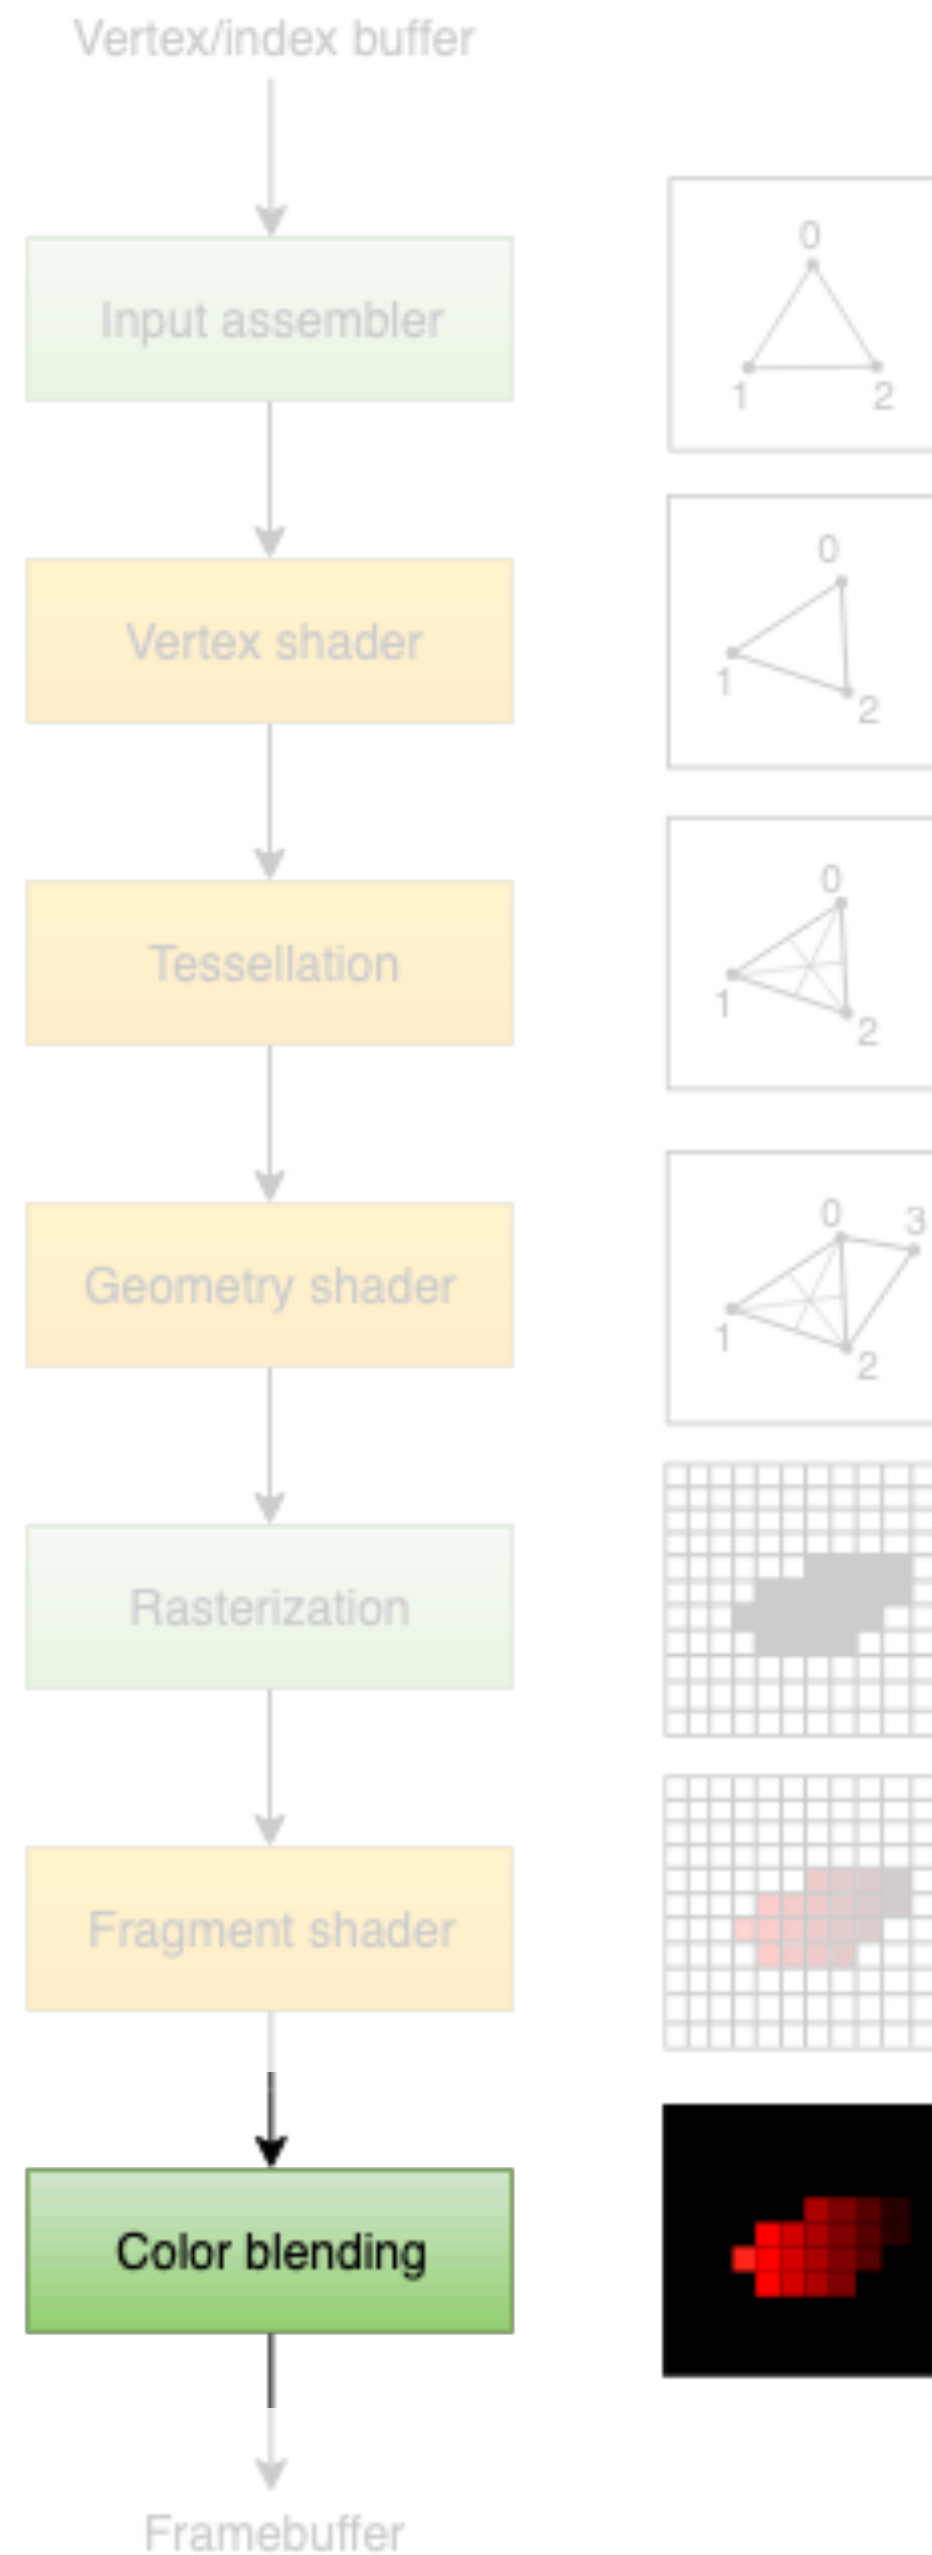 Vertex/index buffer
Input assembler
0
1
2
Vertex shader
0
1
2
Tessellation
0
1
2
Geometry shader
0
3
1
2
Rasterization
Fragment shader
Color blending
Framebuffer